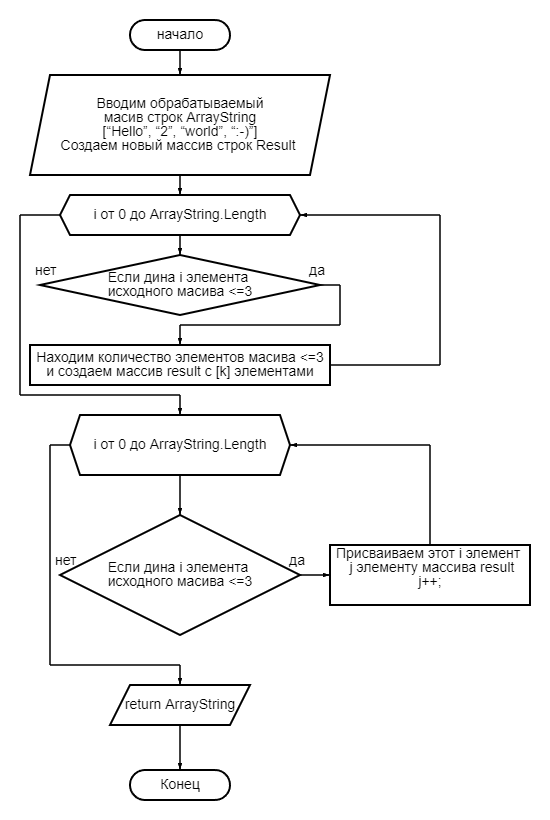 начало
Вводим обрабатываемый
масив строк ArrayString
[“Hello”, “2”, “world”, “:-)”]
Создаем новый массив строк Result
i от 0 до ArrayString.Length
нет
Если дина i элемента
исходного масива <=3
да
Находим количество элементов масива <=3
и создаем массив result с [k] элементами
i от 0 до ArrayString.Length
нет
Если дина i элемента
исходного масива <=3
да
Присваиваем этот i элемент
j элементу массива result
j++;
return ArrayString
Конец